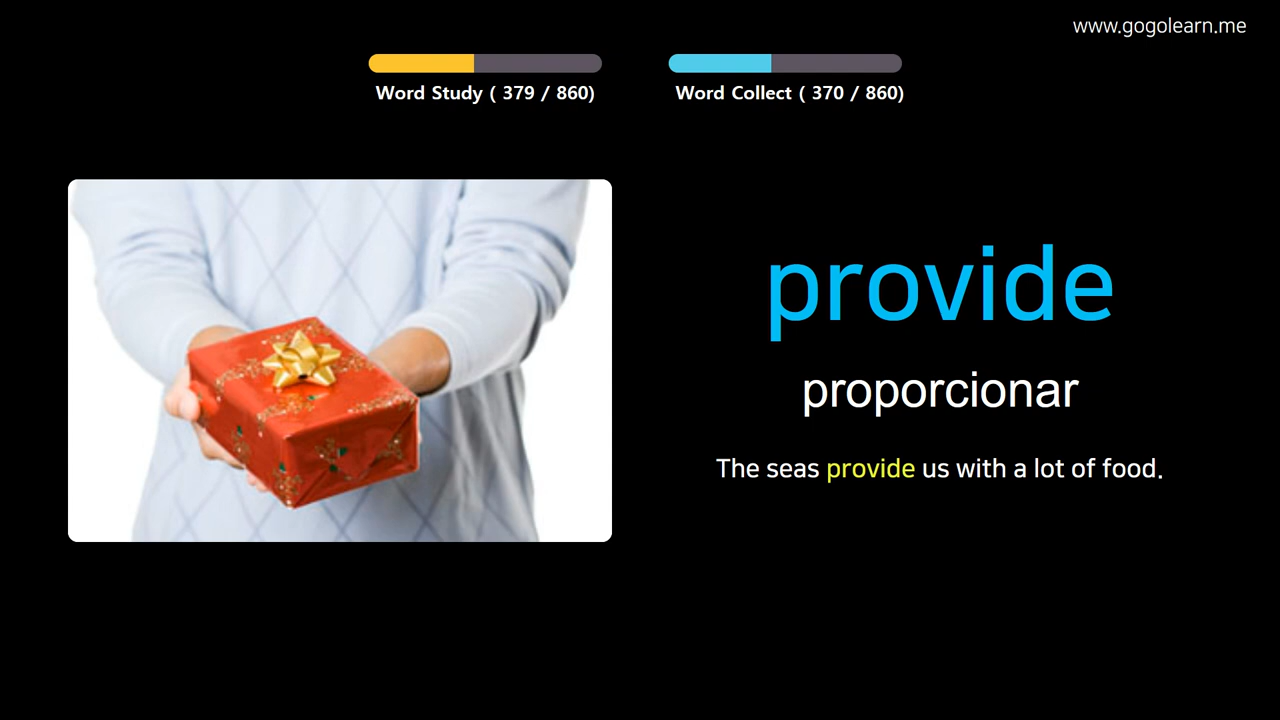 www.gogolearn.me
Word Study ( 379 / 860)
Word Collect ( 370 / 860)
provide
proporcionar
The seas provide us with a lot of food.